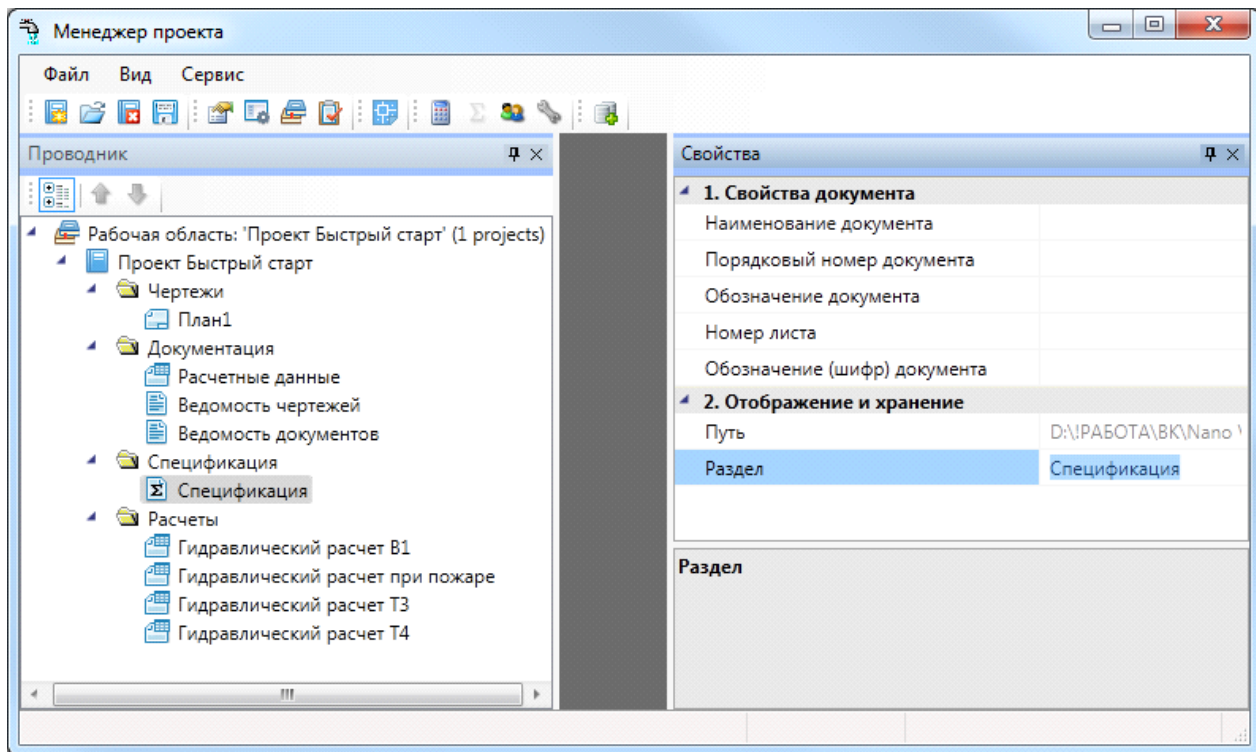 Менеджер проекта
Файл Вид Сервис
Проводник
Рабочая область: 'Проект Быстрый старт' (1 projects)
Проект Быстрый старт
Чертежи
План1
Документация
Расчетные данные
Ведомость чертежей
Ведомость документов
Спецификация
Спецификация
Расчеты
Гидравлический расчет В1
Гидравлический расчет при пожаре
Гидравлический расчет Т3
Гидравлический расчет Т4
Свойства
1. Свойства документа
Наименование документа
Порядковый номер документа
Обозначение документа
Номер листа
Обозначение (шифр) документа
2. Отображение и хранение
Путь D:\!РАБОТА\ВК\Nano
Раздел Спецификация
Раздел